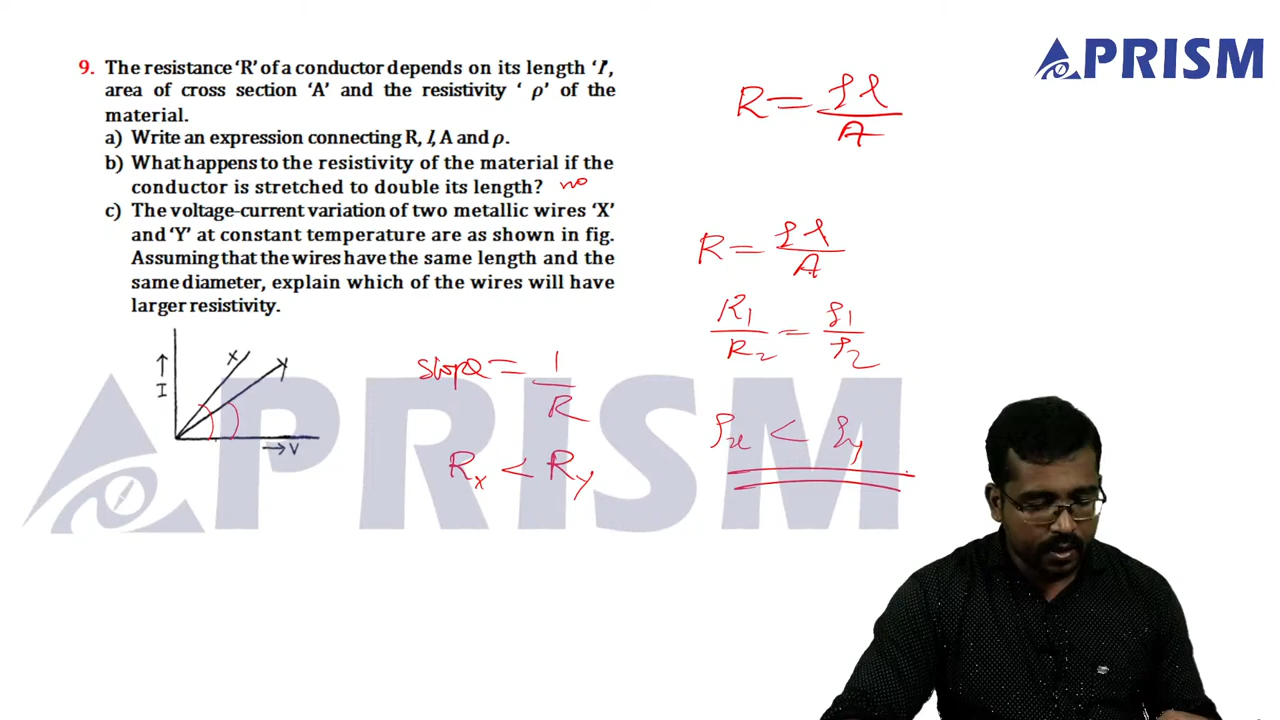 PRISM
9. The resistance ‘R’ of a conductor depends on its length ‘l’,
area of cross section ‘A’ and the resistivity ‘ ρ’ of the
material.
a) Write an expression connecting R, l, A and ρ.
b) What happens to the resistivity of the material if the
conductor is stretched to double its length? no
c) The voltage-current variation of two metallic wires ‘X’
and ‘Y’ at constant temperature are as shown in fig.
Assuming that the wires have the same length and the
same diameter, explain which of the wires will have
larger resistivity.
X
Y
I
V
slope = 1/R
Rx < Ry
R = ρl/A
R = ρl/A
R1/R2 = ρ1/ρ2
ρx < ρy
PRISM